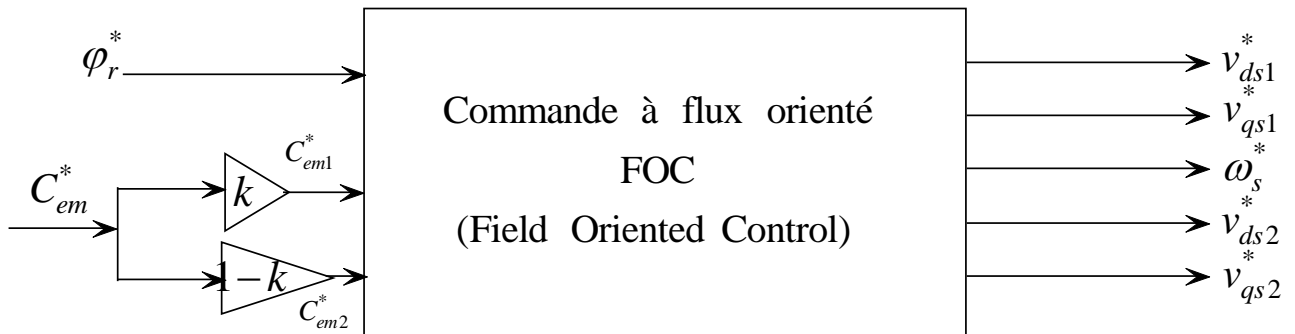 φ_r^*
C_em^*
k
C_em1^*
1-k
C_em2^*
Commande à flux orienté
FOC
(Field Oriented Control)
v_ds1^*
v_qs1^*
ω_s^*
v_ds2^*
v_qs2^*